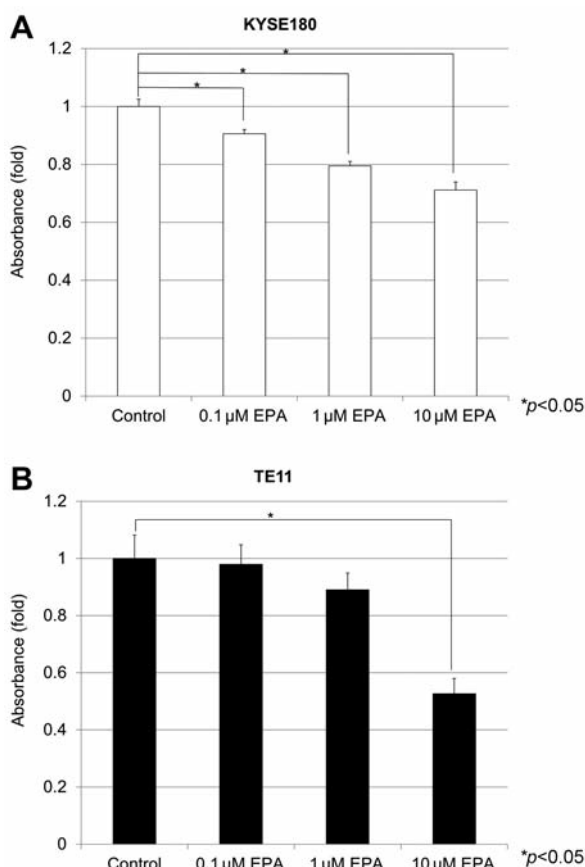 A
KYSE180
1.2
1
0.8
0.6
0.4
0.2
0
Absorbance (fold)
*
*
*
Control
0.1 µM EPA
1 µM EPA
10 µM EPA
*p<0.05
B
TE11
1.2
1
0.8
0.6
0.4
0.2
0
Absorbance (fold)
*
Control
0.1 µM EPA
1 µM EPA
10 µM EPA
*p<0.05